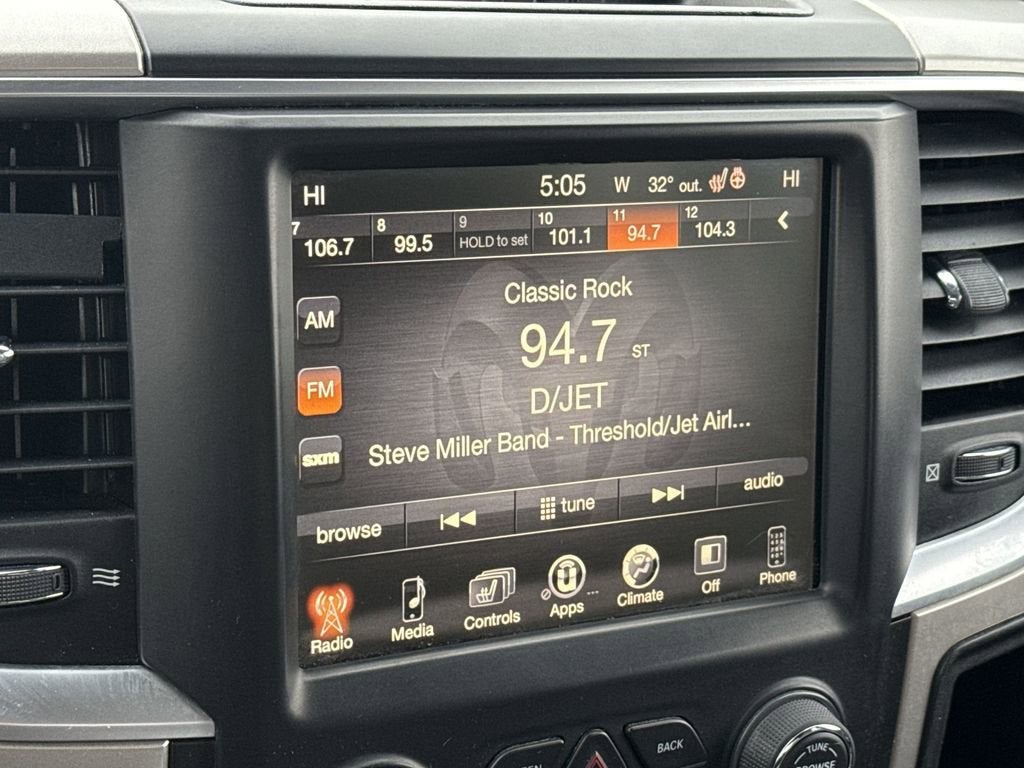 HI 5:05 W 32° out. HI
7 8 9 10 11 12
106.7 99.5 HOLD to set 101.1 94.7 104.3
Classic Rock
AM
94.7 ST
FM
D/JET
sxm
Steve Miller Band - Threshold/Jet Airl...
browse tune audio
Radio Media Controls Apps Climate Off Phone
BACK
TUNE
BROWSE